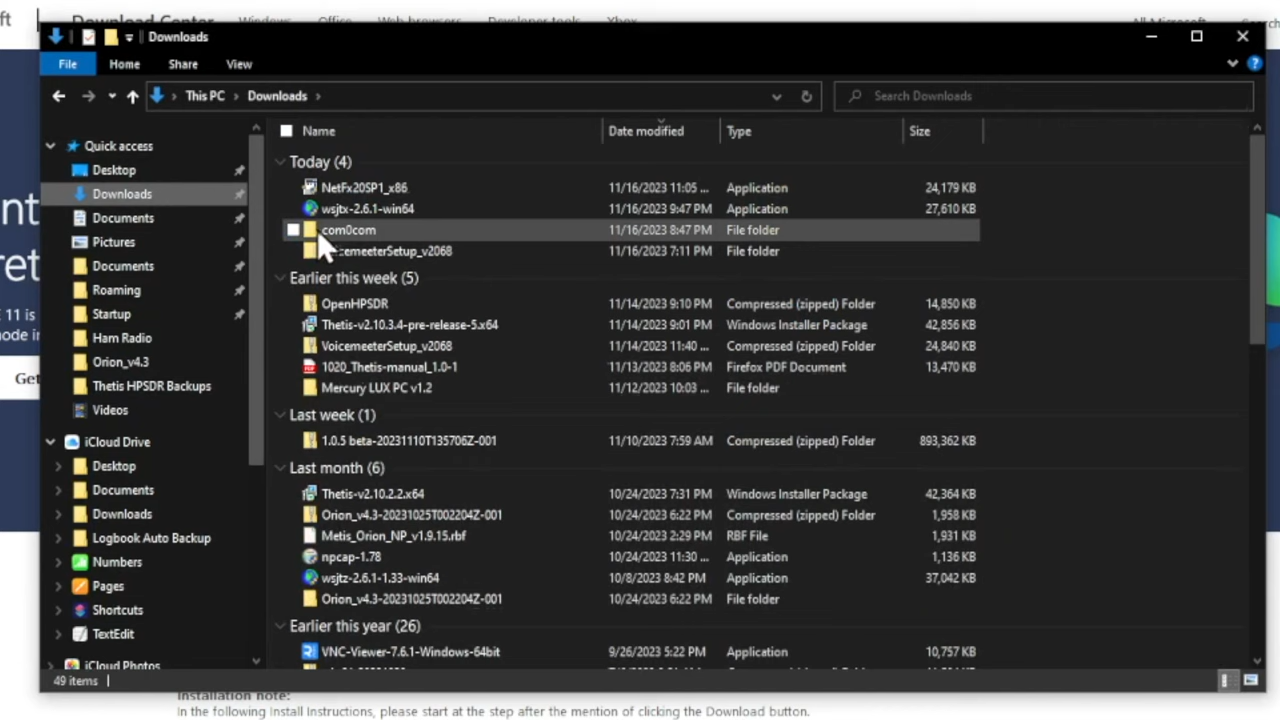 Downloads
File Home Share View
This PC > Downloads >
Search Downloads
Name Date modified Type Size
Quick access
Desktop
Downloads
Documents
Pictures
Documents
Roaming
Startup
Ham Radio
Orion_v4.3
Thetis HPSDR Backups
Videos
iCloud Drive
Desktop
Documents
Downloads
Logbook Auto Backup
Numbers
Pages
Shortcuts
TextEdit
iCloud Photos
Today (4)
NetFx20SP1_x86 11/16/2023 11:05 ... Application 24,179 KB
wsjtx-2.6.1-win64 11/16/2023 9:47 PM Application 27,610 KB
com0com 11/16/2023 8:47 PM File folder
emeeterSetup_v2068 11/16/2023 7:11 PM File folder
Earlier this week (5)
OpenHPSDR 11/14/2023 9:10 PM Compressed (zipped) Folder 14,850 KB
Thetis-v2.10.3.4-pre-release-5.x64 11/14/2023 9:01 PM Windows Installer Package 42,856 KB
VoicemeeterSetup_v2068 11/14/2023 11:40 ... Compressed (zipped) Folder 24,840 KB
1020_Thetis-manual_1.0-1 11/13/2023 8:06 PM Firefox PDF Document 13,470 KB
Mercury LUX PC v1.2 11/12/2023 10:03 ... File folder
Last week (1)
1.0.5 beta-20231110T135706Z-001 11/10/2023 7:59 AM Compressed (zipped) Folder 893,362 KB
Last month (6)
Thetis-v2.10.2.2.x64 10/24/2023 7:31 PM Windows Installer Package 42,364 KB
Orion_v4.3-20231025T002204Z-001 10/24/2023 6:22 PM Compressed (zipped) Folder 1,958 KB
Metis_Orion_NP_v1.9.15.rbf 10/24/2023 2:29 PM RBF File 1,931 KB
npcap-1.78 10/24/2023 11:30 ... Application 1,136 KB
wsjtz-2.6.1-1.33-win64 10/8/2023 8:42 PM Application 37,042 KB
Orion_v4.3-20231025T002204Z-001 10/24/2023 6:22 PM File folder
Earlier this year (26)
VNC-Viewer-7.6.1-Windows-64bit 9/26/2023 5:22 PM Application 10,757 KB
49 items
Installation note:
In the following Install Instructions, please start at the step after the mention of clicking the Download button.